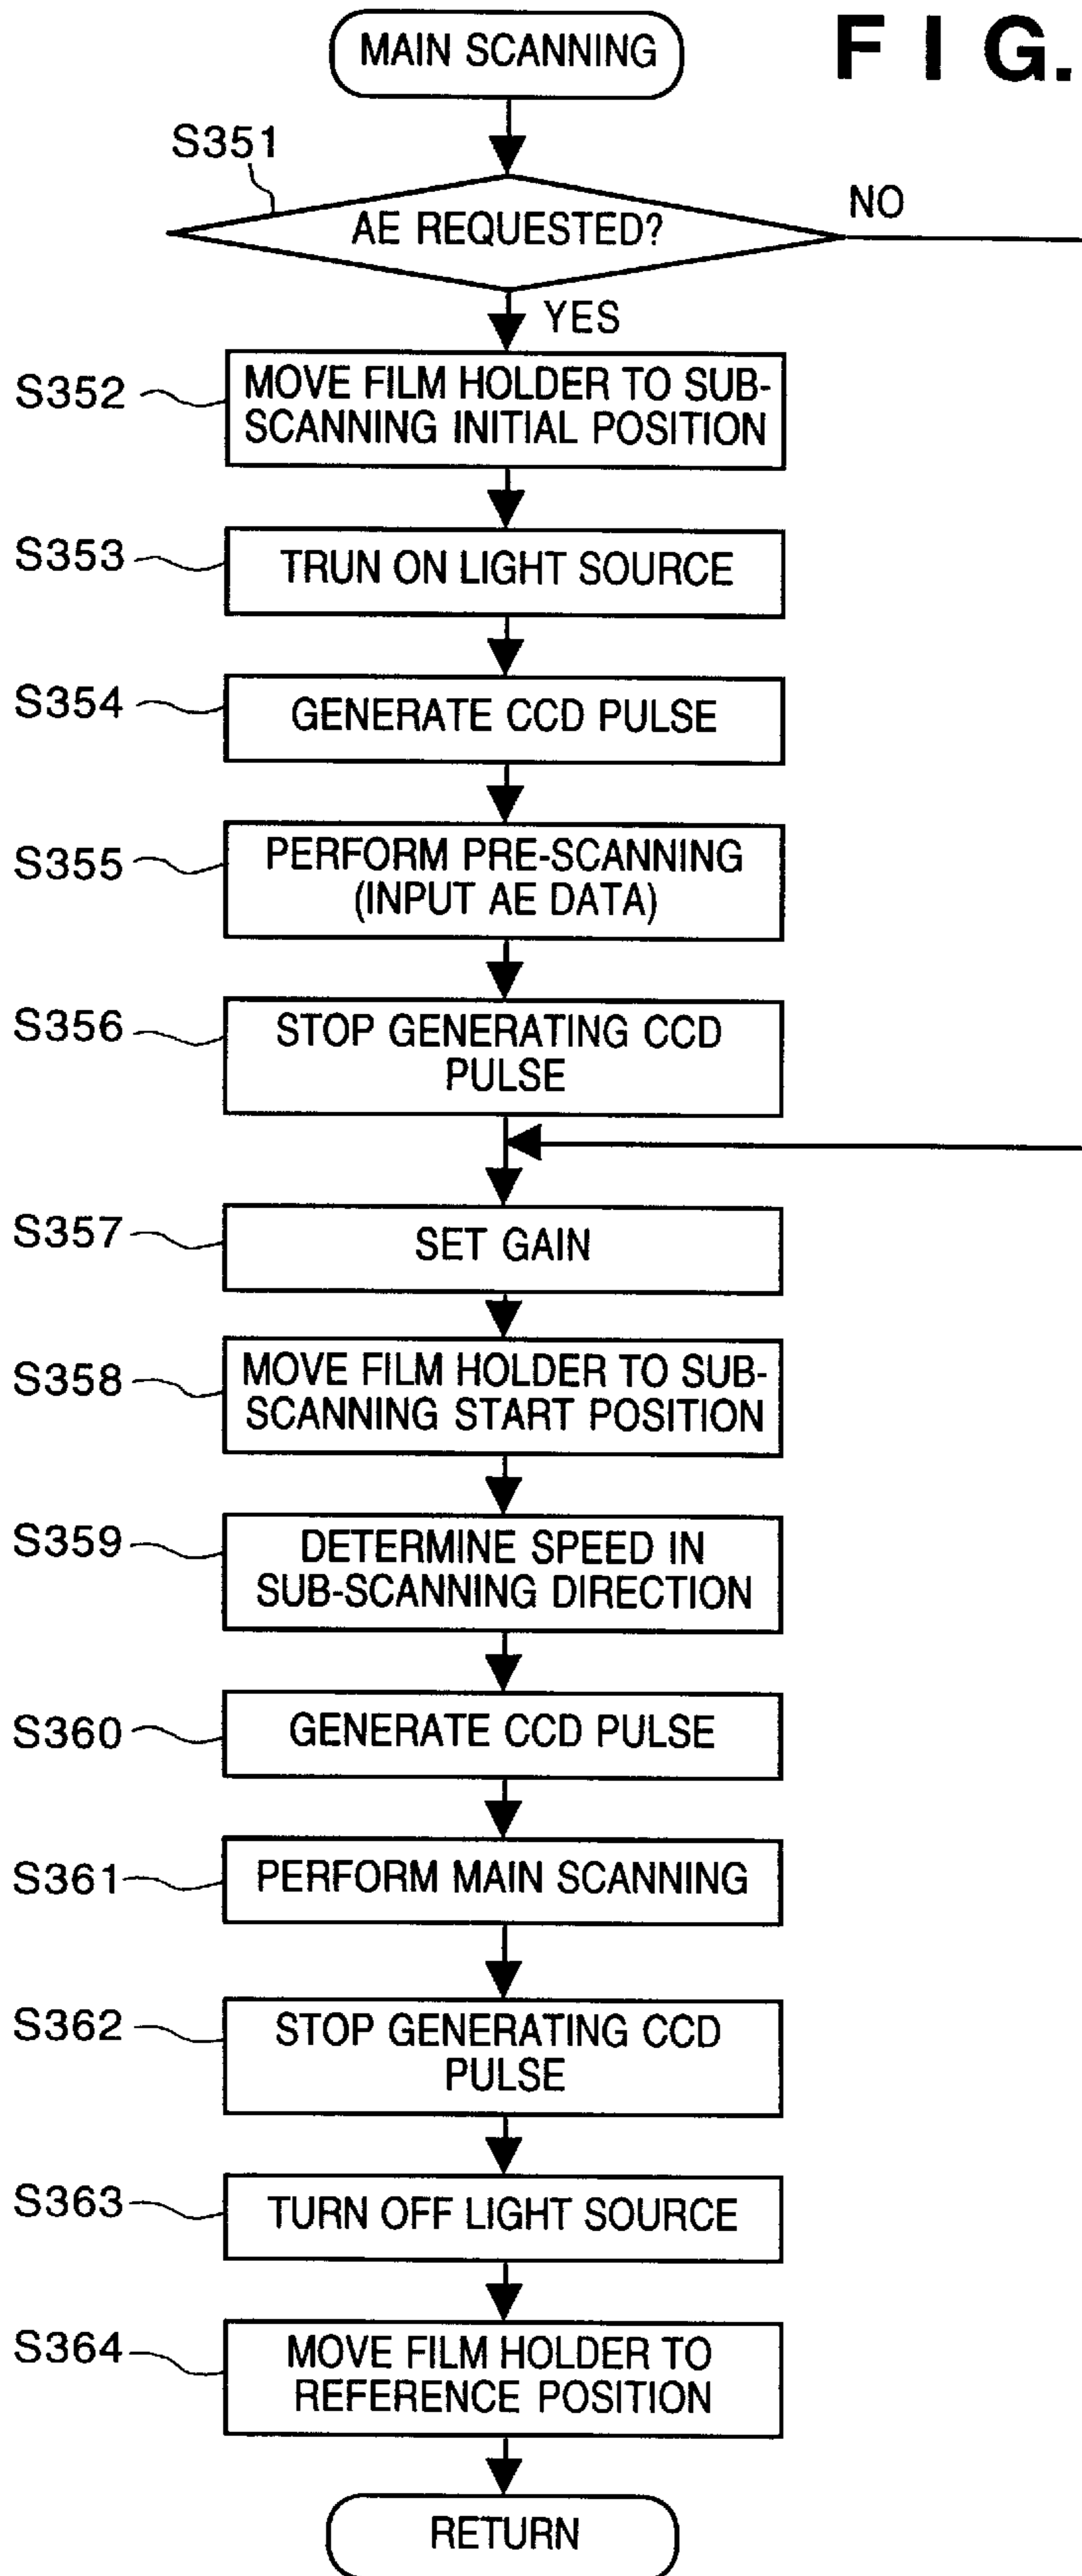 MAIN SCANNING
FIG.
S351
AE REQUESTED?
NO
YES
S352
MOVE FILM HOLDER TO SUB-
SCANNING INITIAL POSITION
S353
TRUN ON LIGHT SOURCE
S354
GENERATE CCD PULSE
S355
PERFORM PRE-SCANNING
(INPUT AE DATA)
S356
STOP GENERATING CCD
PULSE
S357
SET GAIN
S358
MOVE FILM HOLDER TO SUB-
SCANNING START POSITION
S359
DETERMINE SPEED IN
SUB-SCANNING DIRECTION
S360
GENERATE CCD PULSE
S361
PERFORM MAIN SCANNING
S362
STOP GENERATING CCD
PULSE
S363
TURN OFF LIGHT SOURCE
S364
MOVE FILM HOLDER TO
REFERENCE POSITION
RETURN